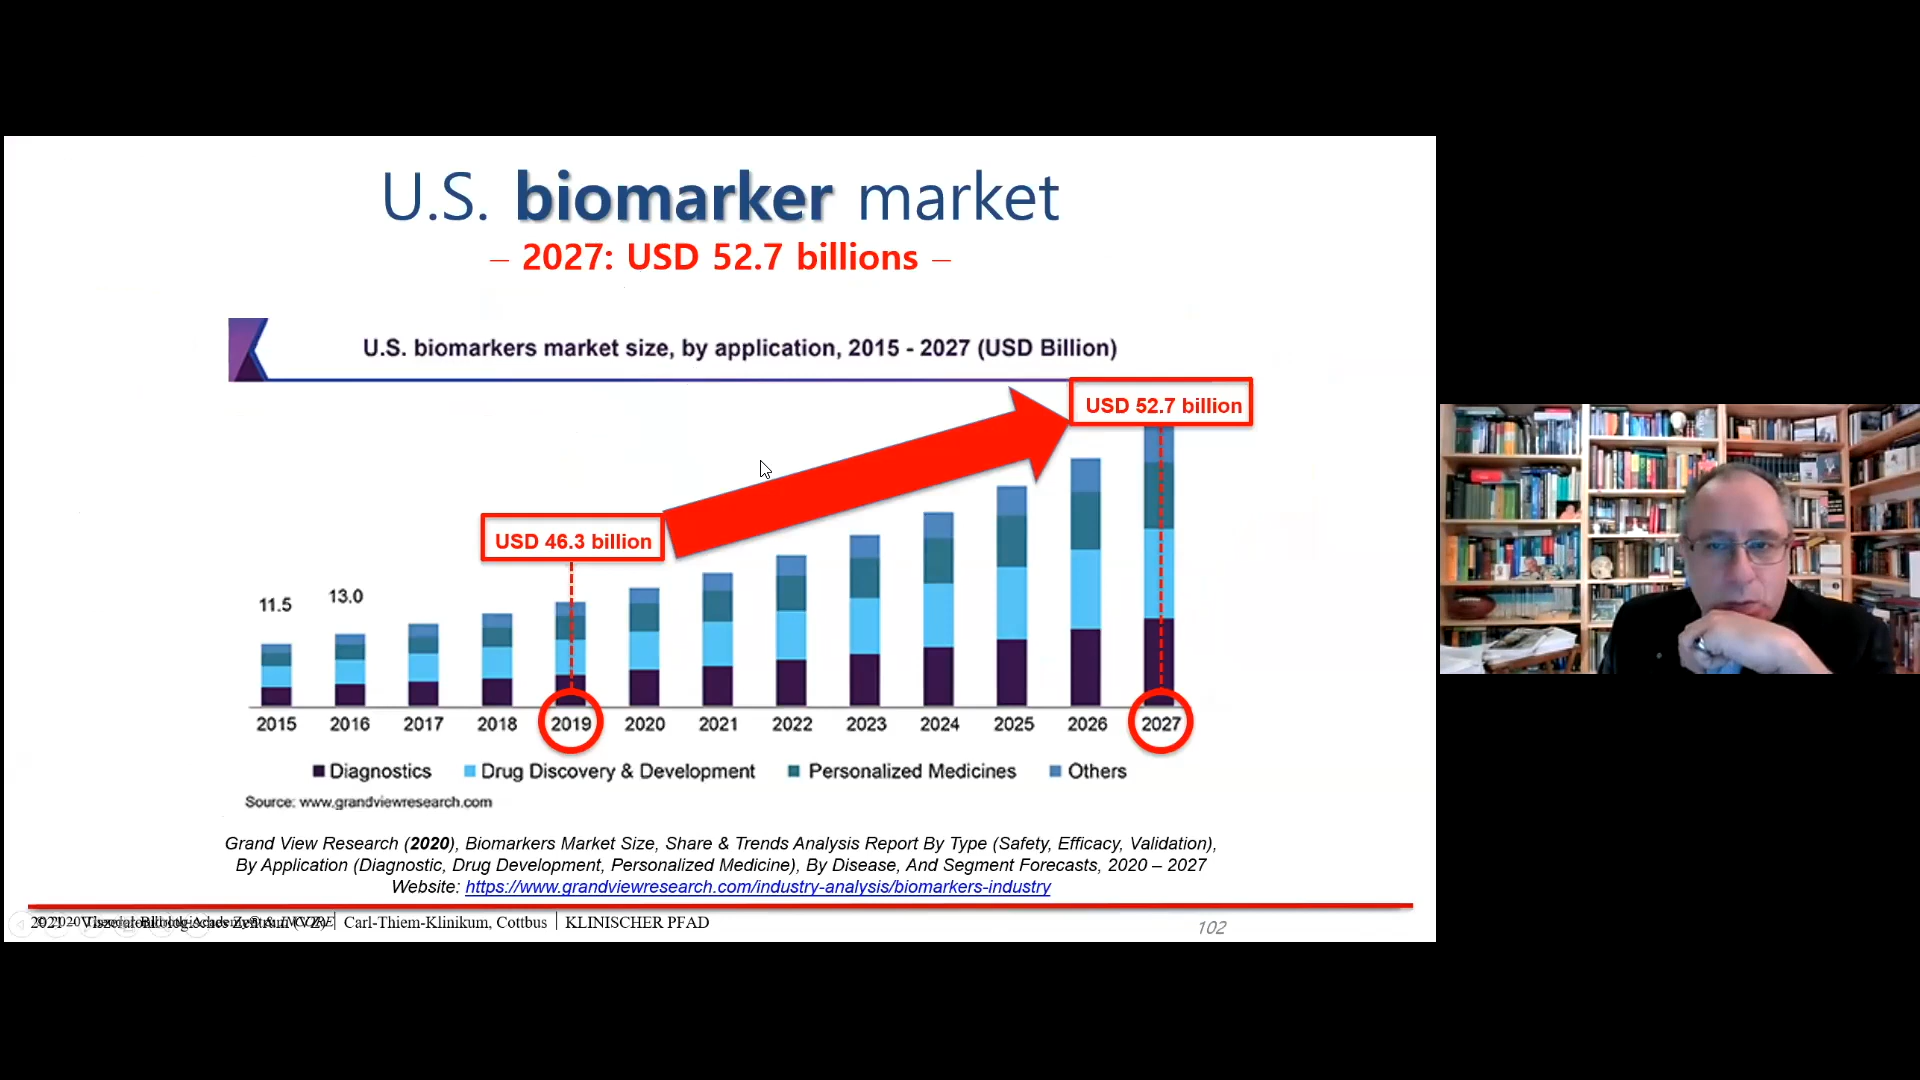 U.S. biomarker market
– 2027: USD 52.7 billions –
U.S. biomarkers market size, by application, 2015 - 2027 (USD Billion)
USD 52.7 billion
USD 46.3 billion
11.5
13.0
2015 2016 2017 2018 2019 2020 2021 2022 2023 2024 2025 2026 2027
Diagnostics Drug Discovery & Development Personalized Medicines Others
Source: www.grandviewresearch.com
Grand View Research (2020), Biomarkers Market Size, Share & Trends Analysis Report By Type (Safety, Efficacy, Validation),
By Application (Diagnostic, Drug Development, Personalized Medicine), By Disease, And Segment Forecasts, 2020 – 2027
Website: https://www.grandviewresearch.com/industry-analysis/biomarkers-industry
Carl-Thiem-Klinikum, Cottbus | KLINISCHER PFAD
102